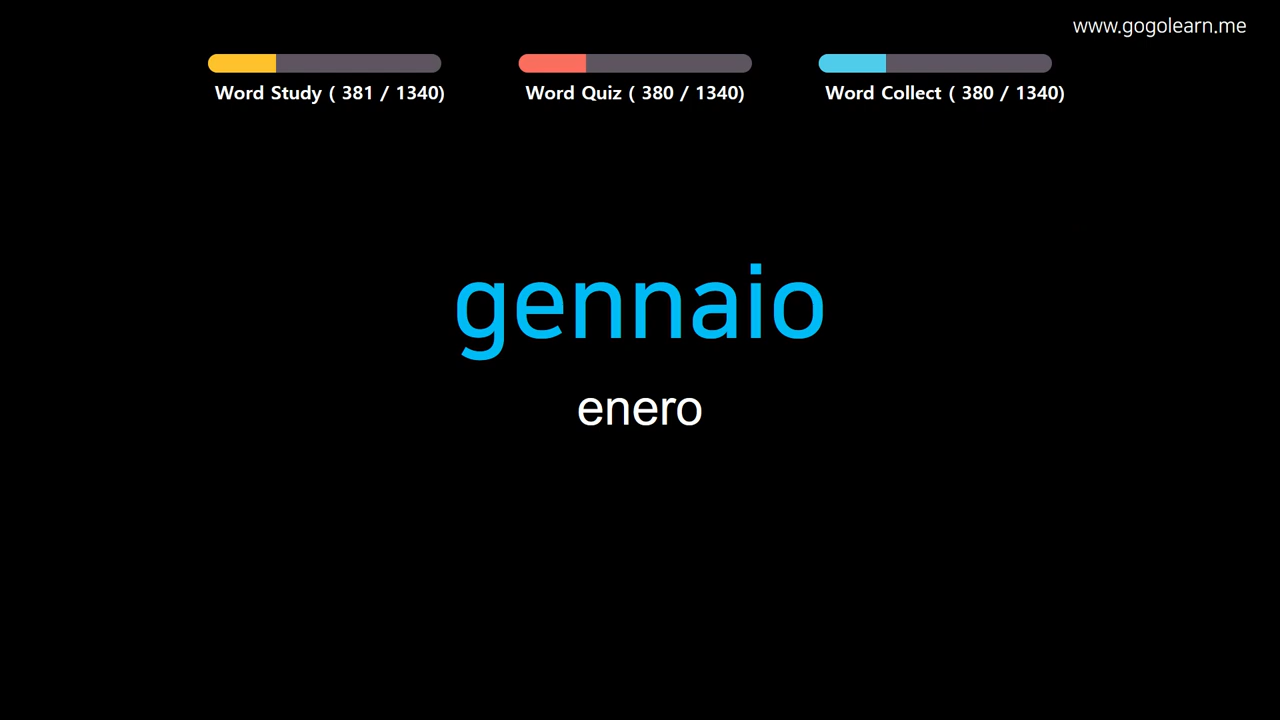 www.gogolearn.me
Word Study ( 381 / 1340)
Word Quiz ( 380 / 1340)
Word Collect ( 380 / 1340)
gennaio
enero